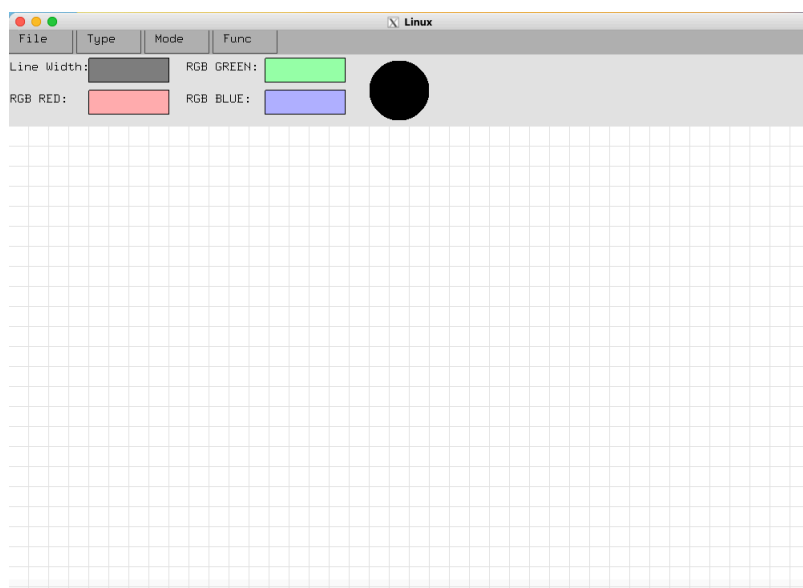 Linux
File Type Mode Func
Line Width: RGB GREEN:
RGB RED: RGB BLUE: